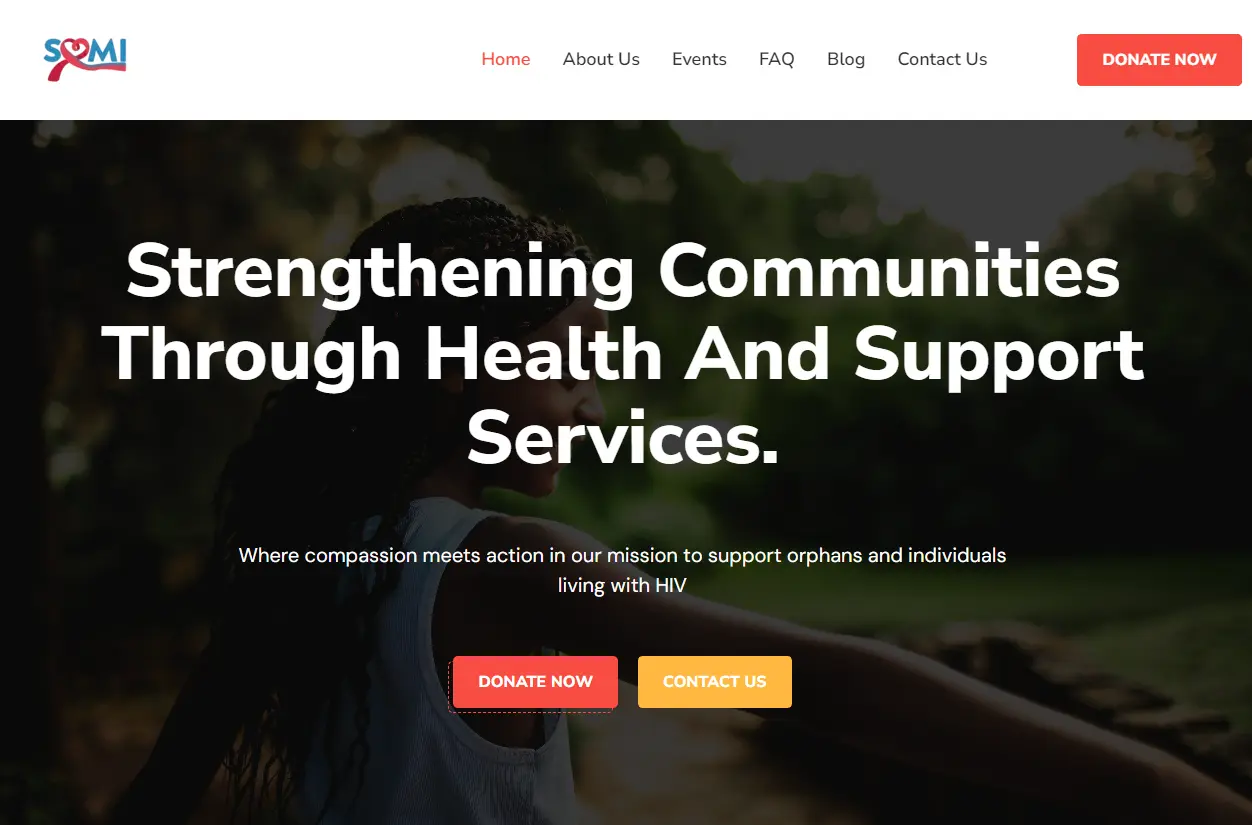 SOMI
Home
About Us
Events
FAQ
Blog
Contact Us
DONATE NOW
Strengthening Communities
Through Health And Support
Services.
Where compassion meets action in our mission to support orphans and individuals
living with HIV
DONATE NOW
CONTACT US